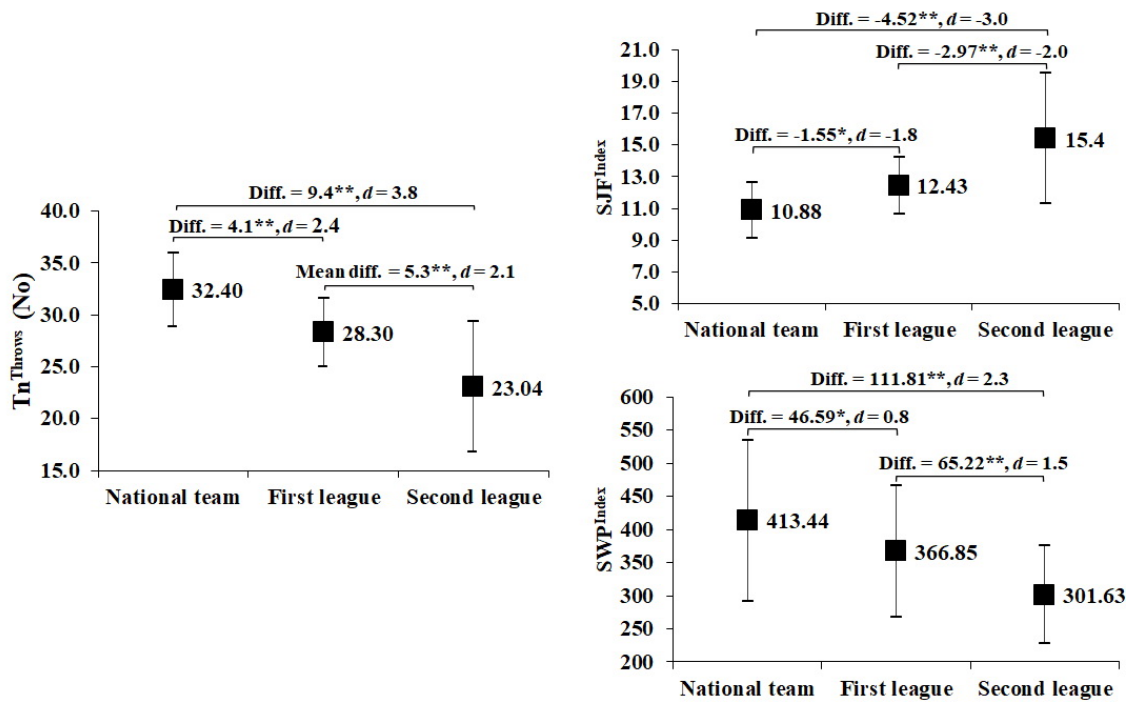 Diff. = 9.4**, d = 3.8
40.0
Diff. = 4.1**, d = 2.4
35.0
Mean diff. = 5.3**, d = 2.1
32.40
30.0
28.30
25.0
23.04
20.0
15.0
TnThrows (No)
National team First league Second league
Diff. = -4.52**, d = -3.0
21.0
Diff. = -2.97**, d = -2.0
19.0
17.0
15.0
15.4
Diff. = -1.55*, d = -1.8
13.0
12.43
11.0
10.88
9.0
7.0
5.0
SJFIndex
National team First league Second league
Diff. = 111.81**, d = 2.3
600
Diff. = 46.59*, d = 0.8
550
500
Diff. = 65.22**, d = 1.5
450
413.44
400
366.85
350
300
301.63
250
200
SWPIndex
National team First league Second league